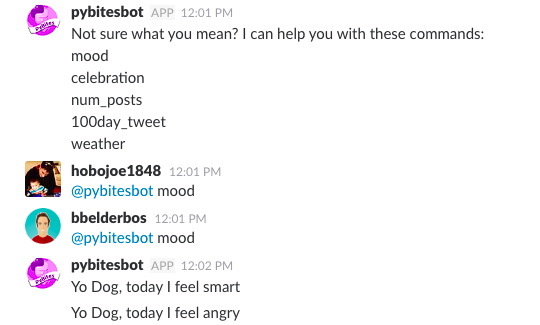 pybitesbot APP 12:01 PM
Not sure what you mean? I can help you with these commands:
mood
celebration
num_posts
100day_tweet
weather
hobojoe1848 12:01 PM
@pybitesbot mood
bbelderbos 12:01 PM
@pybitesbot mood
pybitesbot APP 12:02 PM
Yo Dog, today I feel smart
Yo Dog, today I feel angry